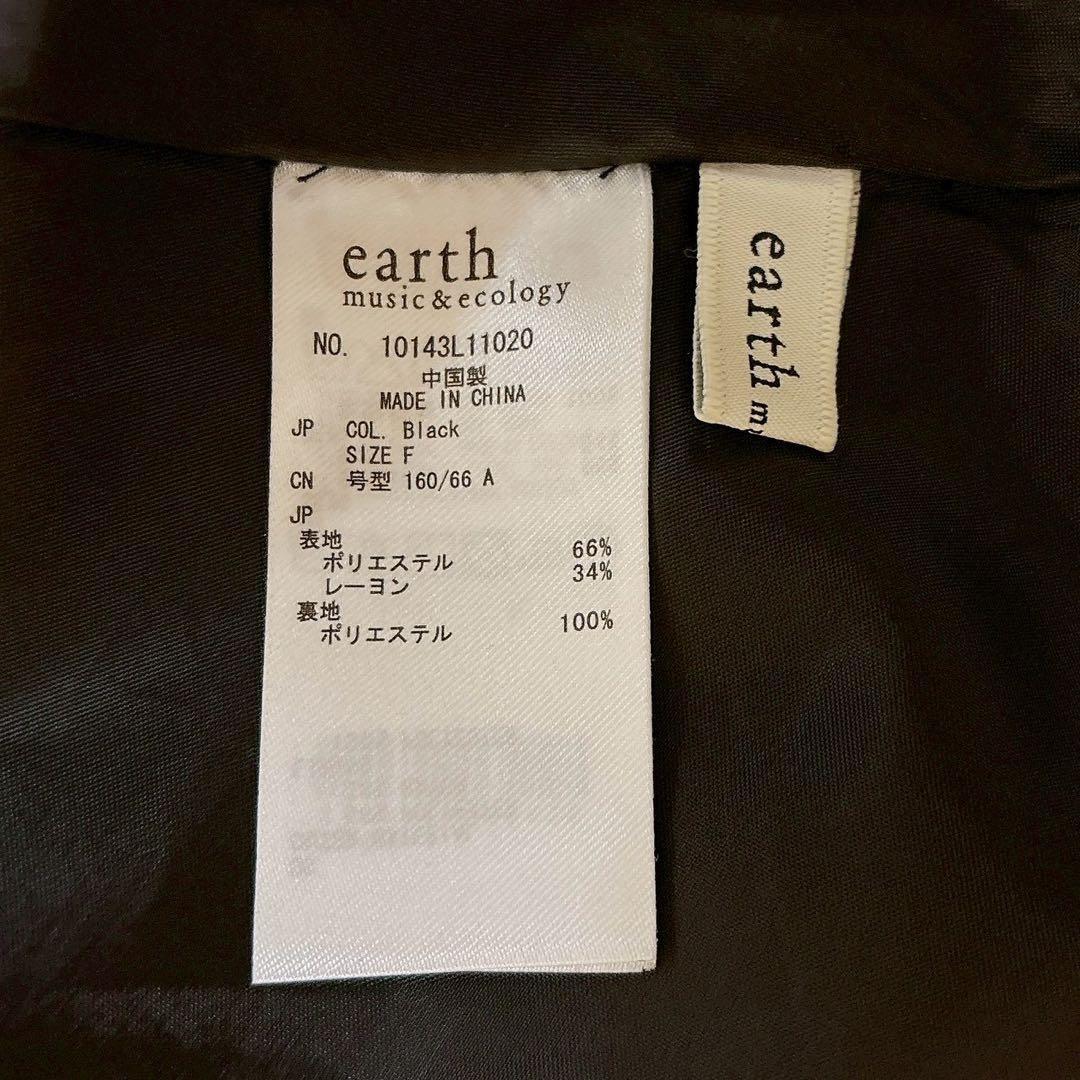 earth
music & ecology
NO. 10143L11020
中国製
MADE IN CHINA
JP COL. Black
SIZE F
CN 号型 160/66 A
JP
表地
ポリエステル 66%
レーヨン 34%
裏地
ポリエステル 100%
earth